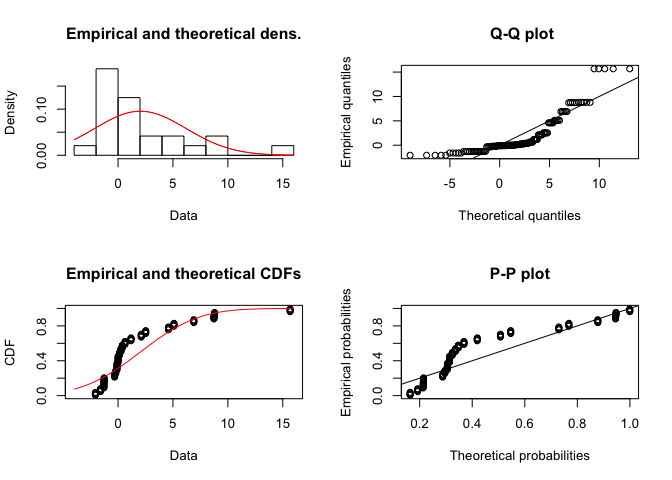 Empirical and theoretical dens.
Density
0.00
0.10
0
5
10
15
Data
Q-Q plot
Empirical quantiles
0
5
10
-5
5
10
Theoretical quantiles
Empirical and theoretical CDFs
CDF
0.0
0.4
0.8
0
5
10
15
Data
P-P plot
Empirical probabilities
0.0
0.4
0.8
0.2
0.4
0.6
0.8
1.0
Theoretical probabilities